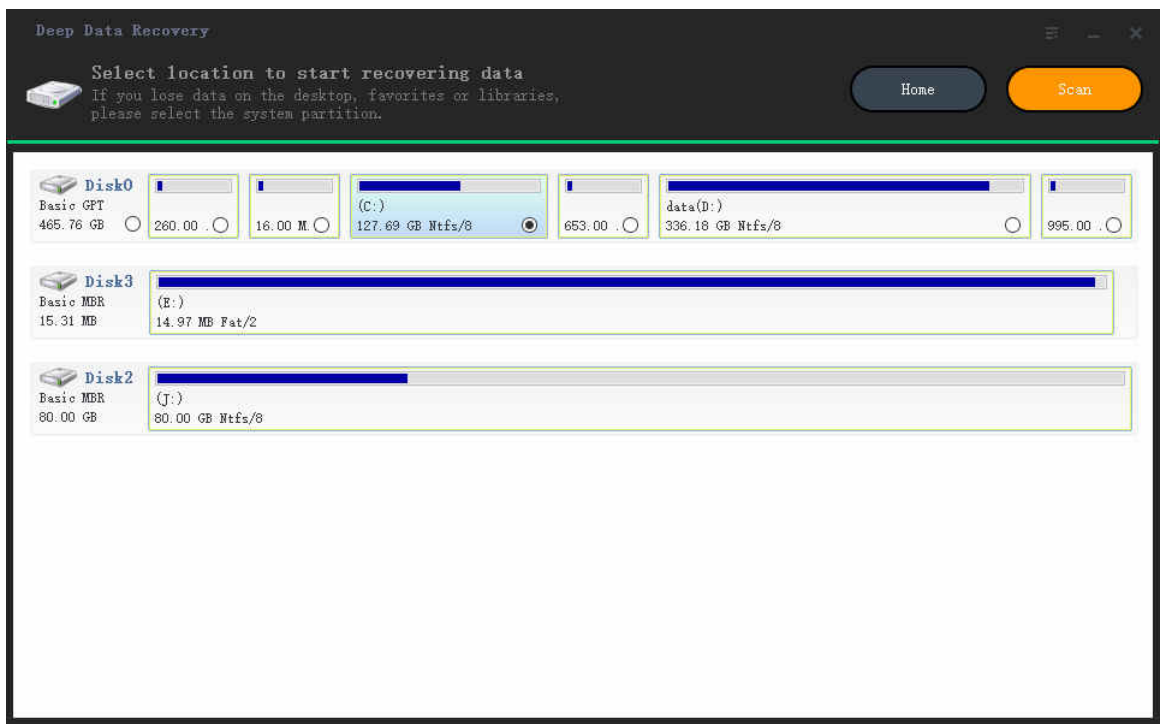 Deep Data Recovery
Select location to start recovering data
If you lose data on the desktop, favorites or libraries,
please select the system partition.
Home
Scan
Disk0
Basic GPT
465.76 GB
260.00 .
16.00 M.
(C:)
127.69 GB Ntfs/8
653.00 .
data(D:)
336.18 GB Ntfs/8
995.00 .
Disk3
Basic MBR
15.31 MB
(E:)
14.97 MB Fat/2
Disk2
Basic MBR
80.00 GB
(J:)
80.00 GB Ntfs/8